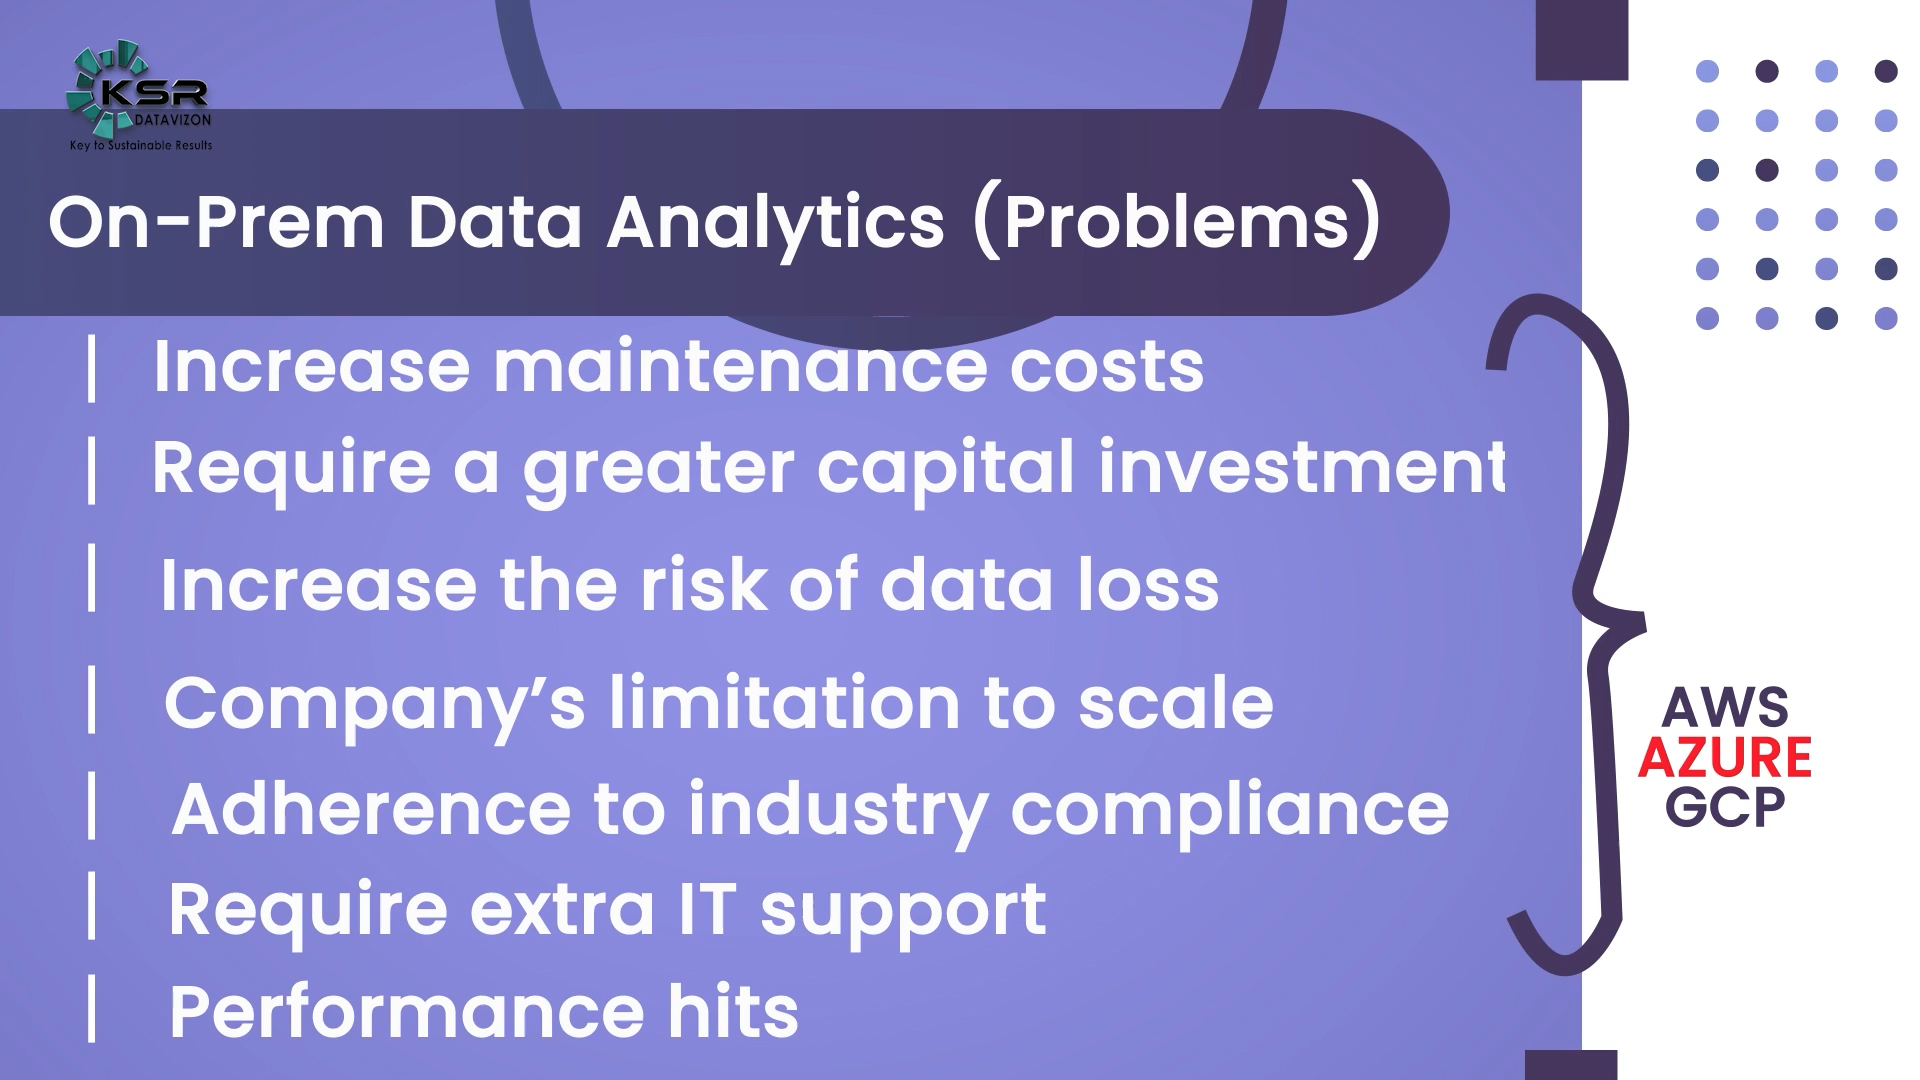 KSR
DATAVIZON
Key to Sustainable Results
On-Prem Data Analytics (Problems)
Increase maintenance costs
Require a greater capital investment
Increase the risk of data loss
Company’s limitation to scale
Adherence to industry compliance
Require extra IT support
Performance hits
AWS
AZURE
GCP